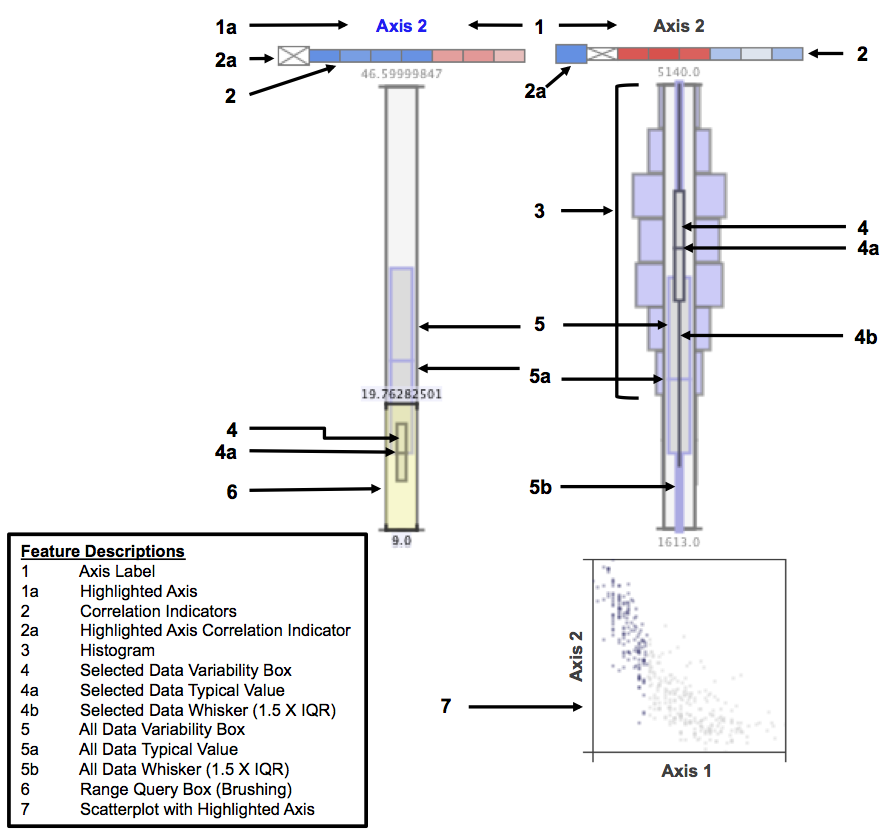 1a
Axis 2
1
Axis 2
2a
2
2
2a
46.59999847
5140.0
3
4
4a
5
4b
5a
19.76282501
4
4a
6
5b
9.0
1613.0
Feature Descriptions
1 Axis Label
1a Highlighted Axis
2 Correlation Indicators
2a Highlighted Axis Correlation Indicator
3 Histogram
4 Selected Data Variability Box
4a Selected Data Typical Value
4b Selected Data Whisker (1.5 X IQR)
5 All Data Variability Box
5a All Data Typical Value
5b All Data Whisker (1.5 X IQR)
6 Range Query Box (Brushing)
7 Scatterplot with Highlighted Axis
Axis 2
7
Axis 1